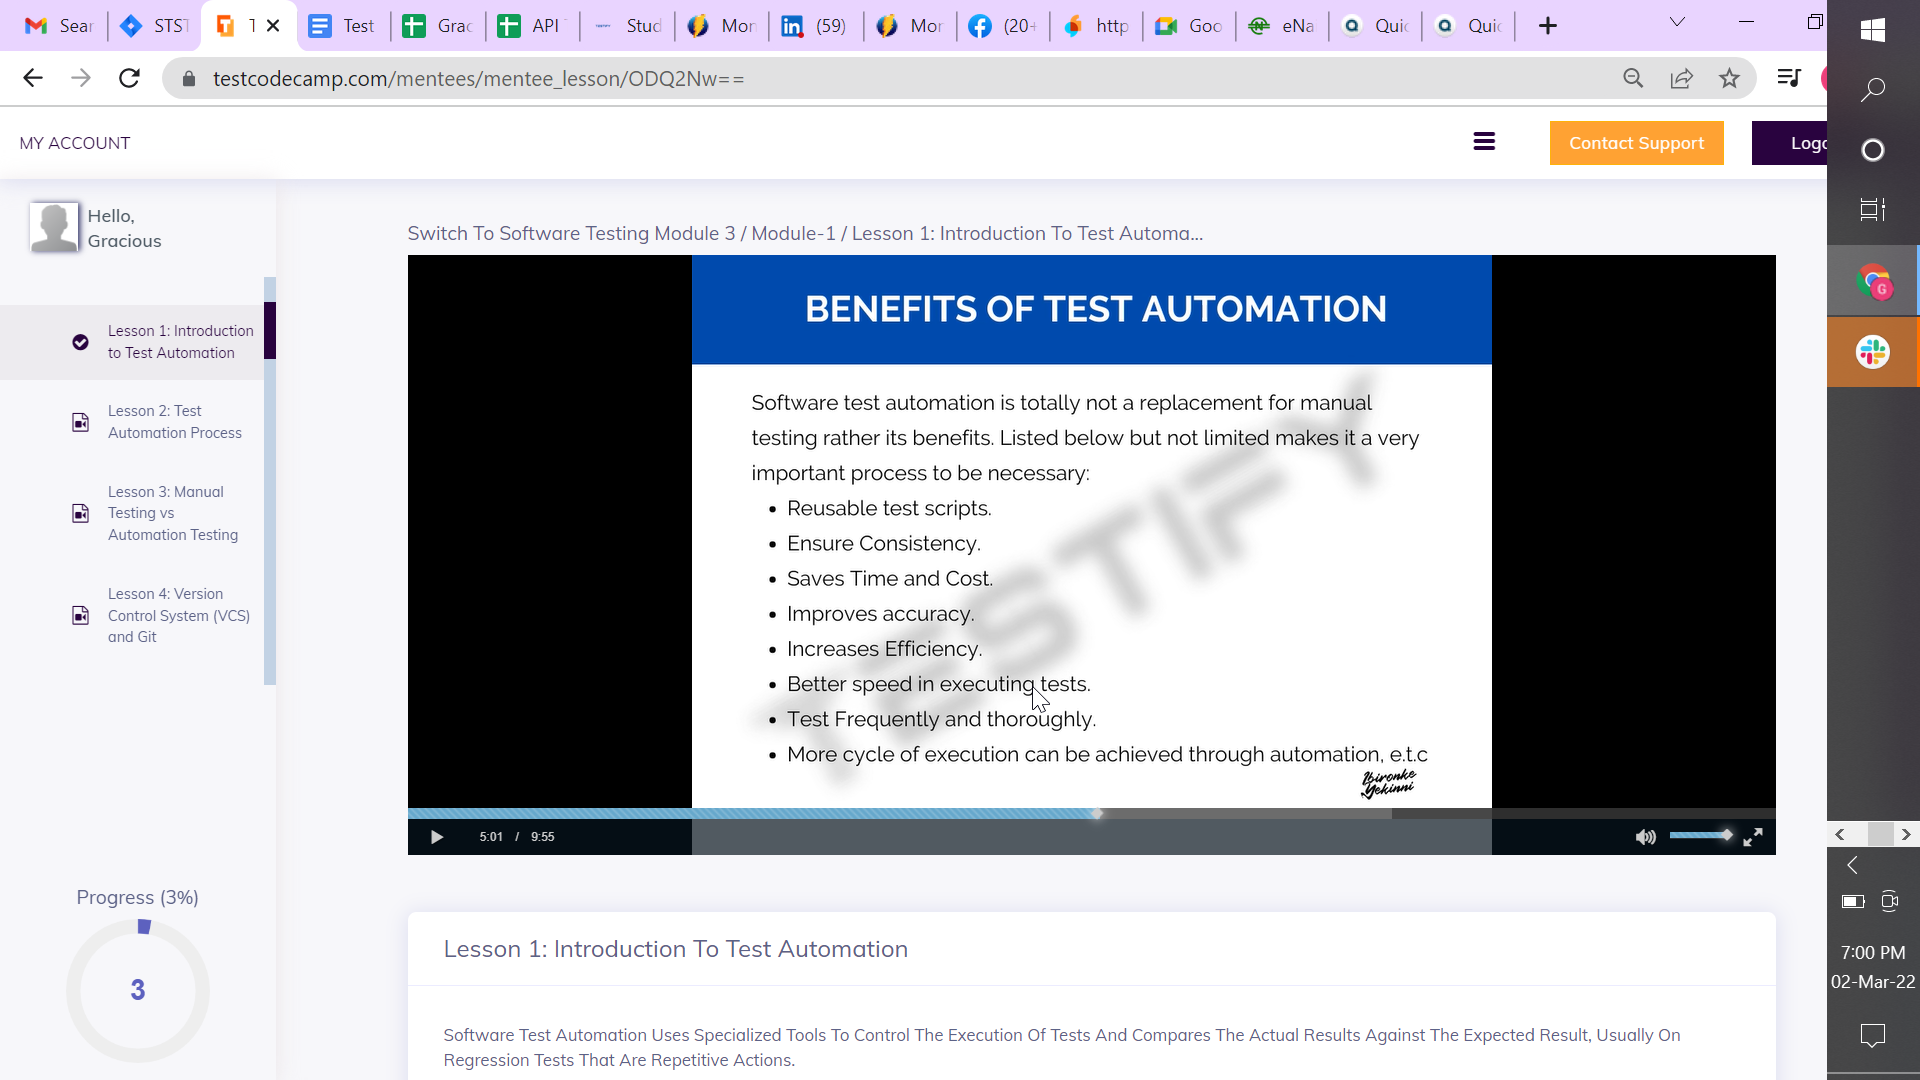 Sear
STST
T
Test
Grac
API
Stud
Mon
(59)
Mor
(20+
http
Goo
eNa
Quic
Quic
testcodecamp.com/mentees/mentee_lesson/ODQ2Nw==
MY ACCOUNT
Contact Support
Logo
Hello,
Gracious
Lesson 1: Introduction
to Test Automation
Lesson 2: Test
Automation Process
Lesson 3: Manual
Testing vs
Automation Testing
Lesson 4: Version
Control System (VCS)
and Git
Progress (3%)
3
Switch To Software Testing Module 3 / Module-1 / Lesson 1: Introduction To Test Automa...
BENEFITS OF TEST AUTOMATION
Software test automation is totally not a replacement for manual
testing rather its benefits. Listed below but not limited makes it a very
important process to be necessary:
• Reusable test scripts.
• Ensure Consistency.
• Saves Time and Cost.
• Improves accuracy.
• Increases Efficiency.
• Better speed in executing tests.
• Test Frequently and thoroughly.
• More cycle of execution can be achieved through automation, e.t.c
TESTIFY
Ibironke
Yekinni
5:01 / 9:55
Lesson 1: Introduction To Test Automation
Software Test Automation Uses Specialized Tools To Control The Execution Of Tests And Compares The Actual Results Against The Expected Result, Usually On
Regression Tests That Are Repetitive Actions.
G
7:00 PM
02-Mar-22